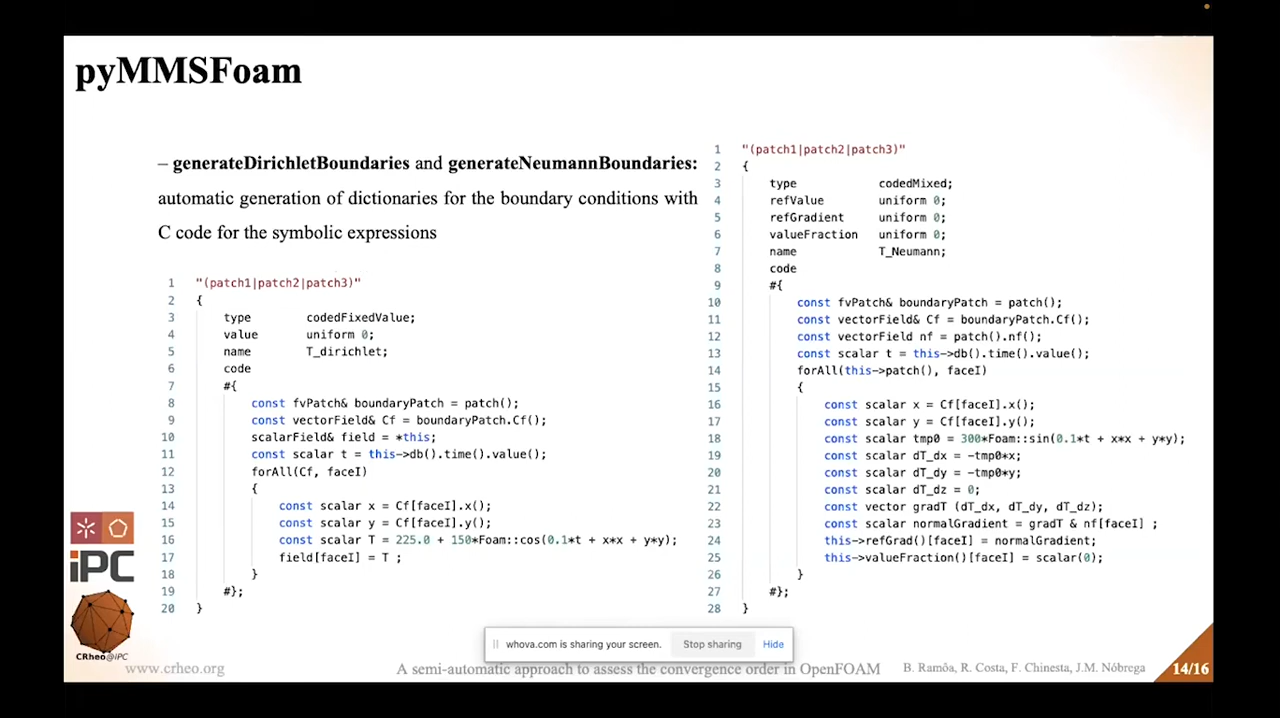 pyMMSFoam
– generateDirichletBoundaries and generateNeumannBoundaries:
automatic generation of dictionaries for the boundary conditions with
C code for the symbolic expressions
1 "(patch1|patch2|patch3)"
2 {
3 type codedFixedValue;
4 value uniform 0;
5 name T_dirichlet;
6 code
7 #{
8 const fvPatch& boundaryPatch = patch();
9 const vectorField& Cf = boundaryPatch.Cf();
10 scalarField& field = *this;
11 const scalar t = this->db().time().value();
12 forAll(Cf, faceI)
13 {
14 const scalar x = Cf[faceI].x();
15 const scalar y = Cf[faceI].y();
16 const scalar T = 225.0 + 150*Foam::cos(0.1*t + x*x + y*y);
17 field[faceI] = T ;
18 }
19 #};
20 }
1 "(patch1|patch2|patch3)"
2 {
3 type codedMixed;
4 refValue uniform 0;
5 refGradient uniform 0;
6 valueFraction uniform 0;
7 name T_Neumann;
8 code
9 #{
10 const fvPatch& boundaryPatch = patch();
11 const vectorField& Cf = boundaryPatch.Cf();
12 const vectorField nf = patch().nf();
13 const scalar t = this->db().time().value();
14 forAll(this->patch(), faceI)
15 {
16 const scalar x = Cf[faceI].x();
17 const scalar y = Cf[faceI].y();
18 const scalar tmp0 = 300*Foam::sin(0.1*t + x*x + y*y);
19 const scalar dT_dx = -tmp0*x;
20 const scalar dT_dy = -tmp0*y;
21 const scalar dT_dz = 0;
22 const vector gradT (dT_dx, dT_dy, dT_dz);
23 const scalar normalGradient = gradT & nf[faceI] ;
24 this->refGrad()[faceI] = normalGradient;
25 this->valueFraction()[faceI] = scalar(0);
26 }
27 #};
28 }
iPC
CRheo@iPC
whova.com is sharing your screen. Stop sharing Hide
www.crheo.org
A semi-automatic approach to assess the convergence order in OpenFOAM
B. Ramôa, R. Costa, F. Chinesta, J.M. Nóbrega
14/16